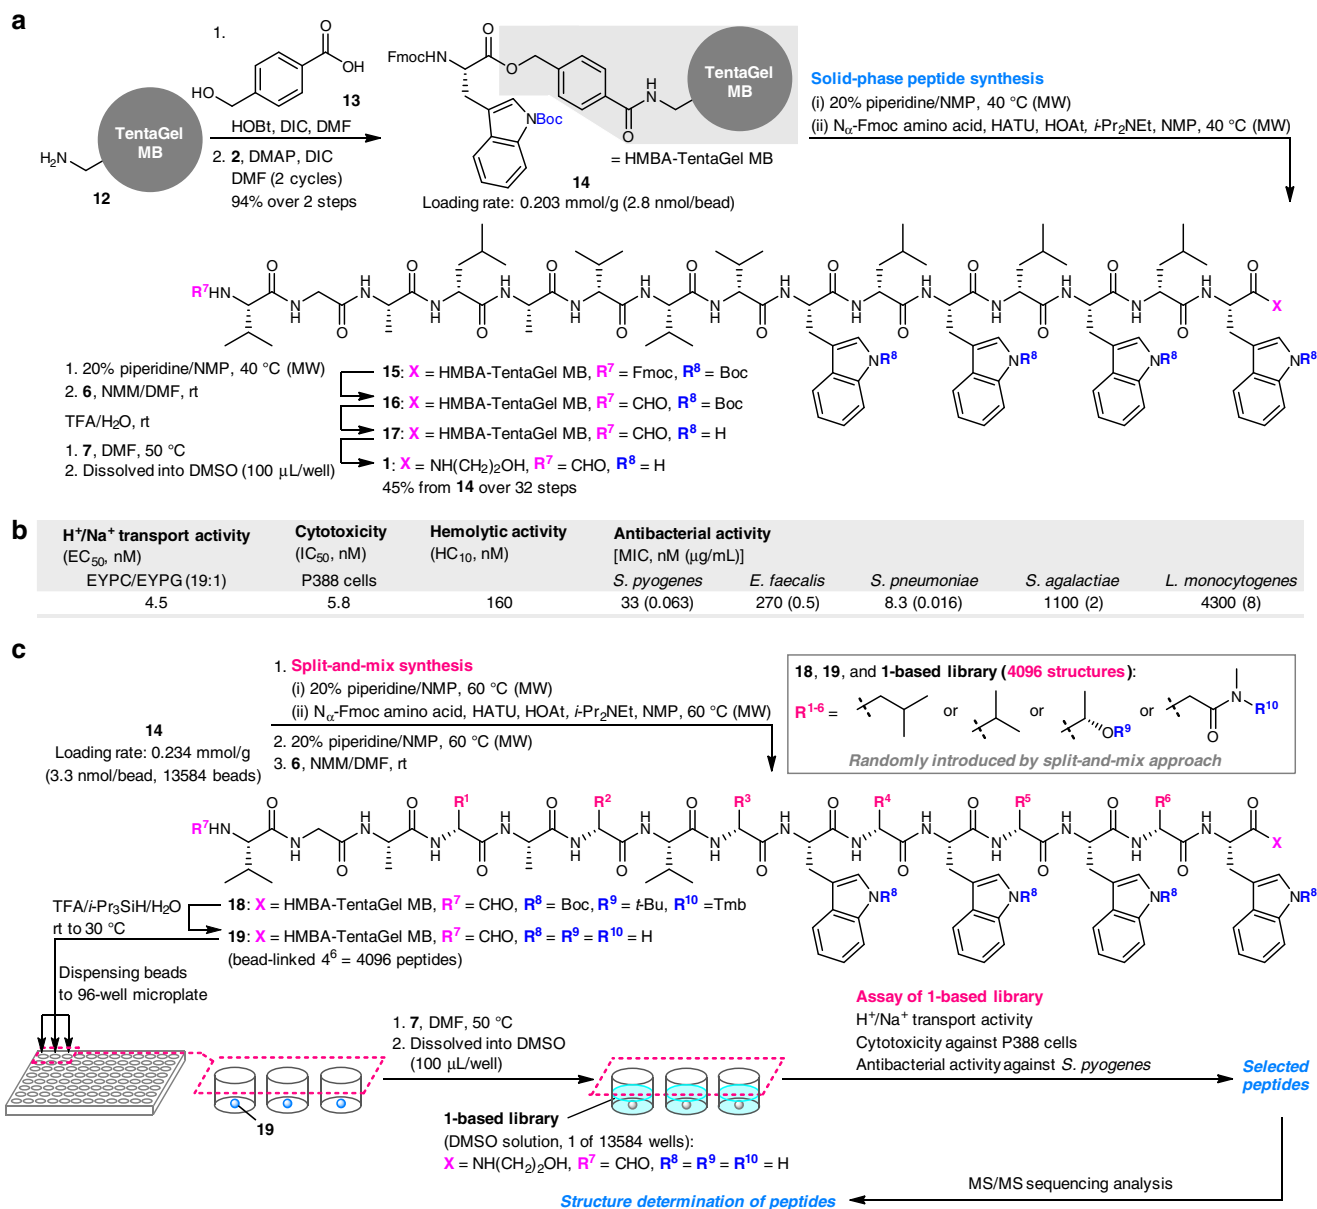 a
1.
O
OH
HO
13
TentaGel
MB
H₂N
12
HOBt, DIC, DMF
2. 2, DMAP, DIC
DMF (2 cycles)
94% over 2 steps
FmocHN
O
O
NBoc
O
H
N
TentaGel
MB
= HMBA-TentaGel MB
14
Loading rate: 0.203 mmol/g (2.8 nmol/bead)
Solid-phase peptide synthesis
(i) 20% piperidine/NMP, 40 °C (MW)
(ii) Nα-Fmoc amino acid, HATU, HOAt, i-Pr₂NEt, NMP, 40 °C (MW)
R⁷HN
O H O H O H O H O H O H O H O
N H O N H O N H O N H O N H O N H O N H O
X
NR⁸ NR⁸ NR⁸ NR⁸
1. 20% piperidine/NMP, 40 °C (MW)
2. 6, NMM/DMF, rt
TFA/H₂O, rt
1. 7, DMF, 50 °C
2. Dissolved into DMSO (100 μL/well)
15: X = HMBA-TentaGel MB, R⁷ = Fmoc, R⁸ = Boc
16: X = HMBA-TentaGel MB, R⁷ = CHO, R⁸ = Boc
17: X = HMBA-TentaGel MB, R⁷ = CHO, R⁸ = H
1: X = NH(CH₂)₂OH, R⁷ = CHO, R⁸ = H
45% from 14 over 32 steps
b
H⁺/Na⁺ transport activity Cytotoxicity Hemolytic activity Antibacterial activity
(EC₅₀, nM) (IC₅₀, nM) (HC₁₀, nM) [MIC, nM (μg/mL)]
EYPC/EYPG (19:1) P388 cells S. pyogenes E. faecalis S. pneumoniae S. agalactiae L. monocytogenes
4.5 5.8 160 33 (0.063) 270 (0.5) 8.3 (0.016) 1100 (2) 4300 (8)
c
14
Loading rate: 0.234 mmol/g
(3.3 nmol/bead, 13584 beads)
1. Split-and-mix synthesis
(i) 20% piperidine/NMP, 60 °C (MW)
(ii) Nα-Fmoc amino acid, HATU, HOAt, i-Pr₂NEt, NMP, 60 °C (MW)
2. 20% piperidine/NMP, 60 °C (MW)
3. 6, NMM/DMF, rt
18, 19, and 1-based library (4096 structures):
R¹⁻⁶ = or or OR⁹ or O N R¹⁰
Randomly introduced by split-and-mix approach
R⁷HN
R¹ R² R³ R⁴ R⁵ R⁶
O H O H O H O H O H O H O H O
N H O N H O N H O N H O N H O N H O N H O
X
NR⁸ NR⁸ NR⁸ NR⁸
TFA/i-Pr₃SiH/H₂O
rt to 30 °C
18: X = HMBA-TentaGel MB, R⁷ = CHO, R⁸ = Boc, R⁹ = t-Bu, R¹⁰ =Tmb
19: X = HMBA-TentaGel MB, R⁷ = CHO, R⁸ = R⁹ = R¹⁰ = H
(bead-linked 4⁶ = 4096 peptides)
Dispensing beads
to 96-well microplate
19
1. 7, DMF, 50 °C
2. Dissolved into DMSO
(100 μL/well)
1-based library
(DMSO solution, 1 of 13584 wells):
X = NH(CH₂)₂OH, R⁷ = CHO, R⁸ = R⁹ = R¹⁰ = H
Assay of 1-based library
H⁺/Na⁺ transport activity
Cytotoxicity against P388 cells
Antibacterial activity against S. pyogenes
Selected
peptides
MS/MS sequencing analysis
Structure determination of peptides